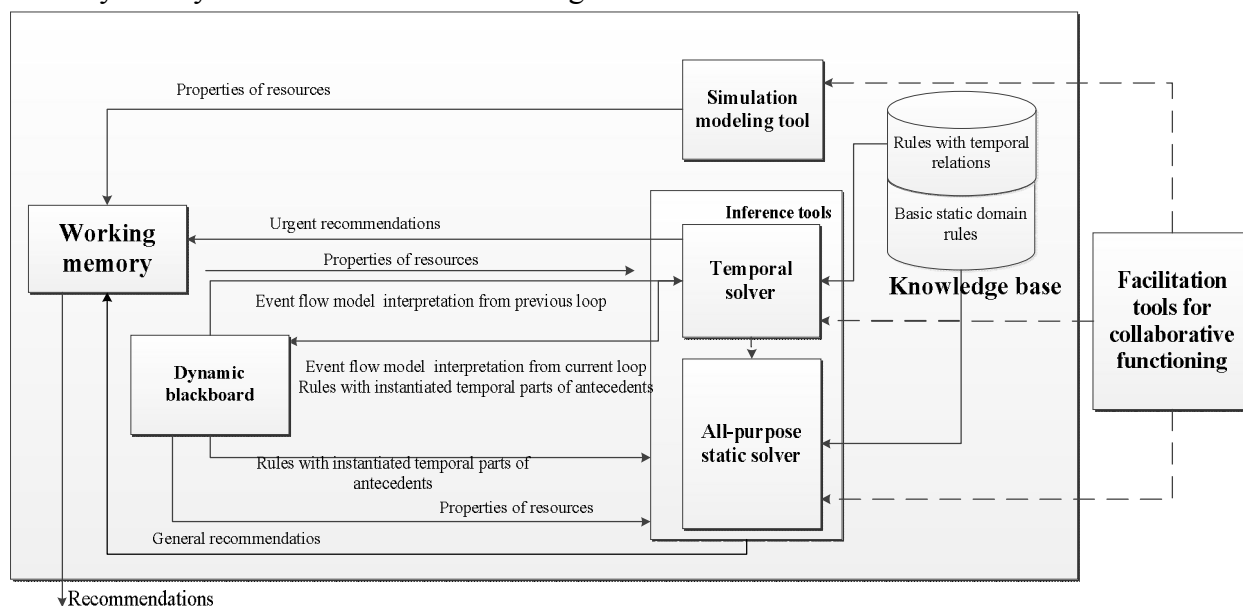 Properties of resources
Simulation
modeling tool
Rules with temporal
relations
Basic static domain
rules
Knowledge base
Working
memory
Urgent recommendations
Inference tools
Properties of resources
Temporal
solver
Event flow model interpretation from previous loop
Facilitation
tools for
collaborative
functioning
Dynamic
blackboard
Event flow model interpretation from current loop
Rules with instantiated temporal parts of antecedents
All-purpose
static solver
Rules with instantiated temporal parts of
antecedents
Properties of resources
General recommendatios
Recommendations